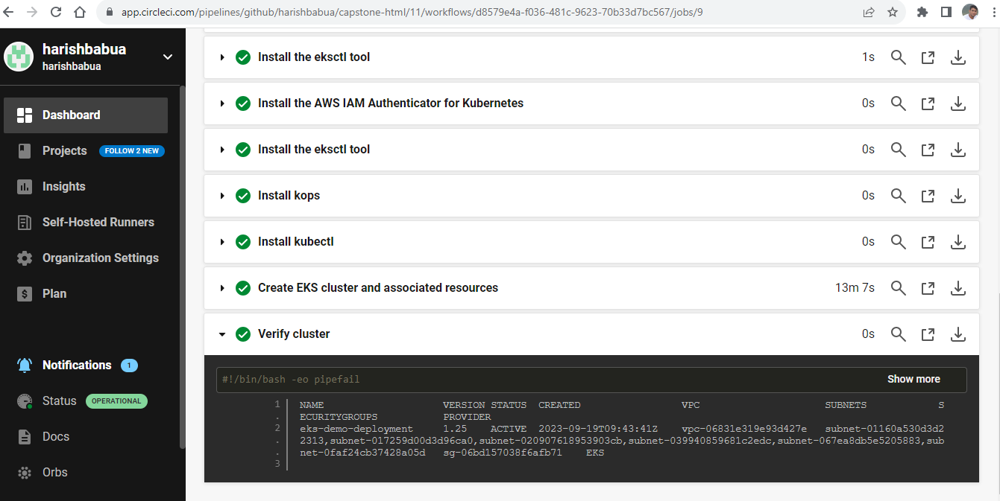 app.circleci.com/pipelines/github/harishbabua/capstone-html/11/workflows/d8579e4a-f036-481c-9623-70b33d7bc567/jobs/9
harishbabua
harishbabua
Dashboard
Projects FOLLOW 2 NEW
Insights
Self-Hosted Runners
Organization Settings
$ Plan
Notifications 1
Status OPERATIONAL
Docs
Orbs
Install the eksctl tool 1s
Install the AWS IAM Authenticator for Kubernetes 0s
Install the eksctl tool 0s
Install kops 0s
Install kubectl 0s
Create EKS cluster and associated resources 13m 7s
Verify cluster 0s
#!/bin/bash -eo pipefail Show more
1 NAME VERSION STATUS CREATED VPC SUBNETS S
. ECURITYGROUPS PROVIDER
2 eks-demo-deployment 1.25 ACTIVE 2023-09-19T09:43:41Z vpc-06831e319e93d427e subnet-01160a530d3d2
. 2313,subnet-017259d00d3d96ca0,subnet-020907618953903cb,subnet-039940859681c2edc,subnet-067ea8db5e5205883,sub
. net-0faf24cb37428a05d sg-06bd157038f6afb71 EKS
3